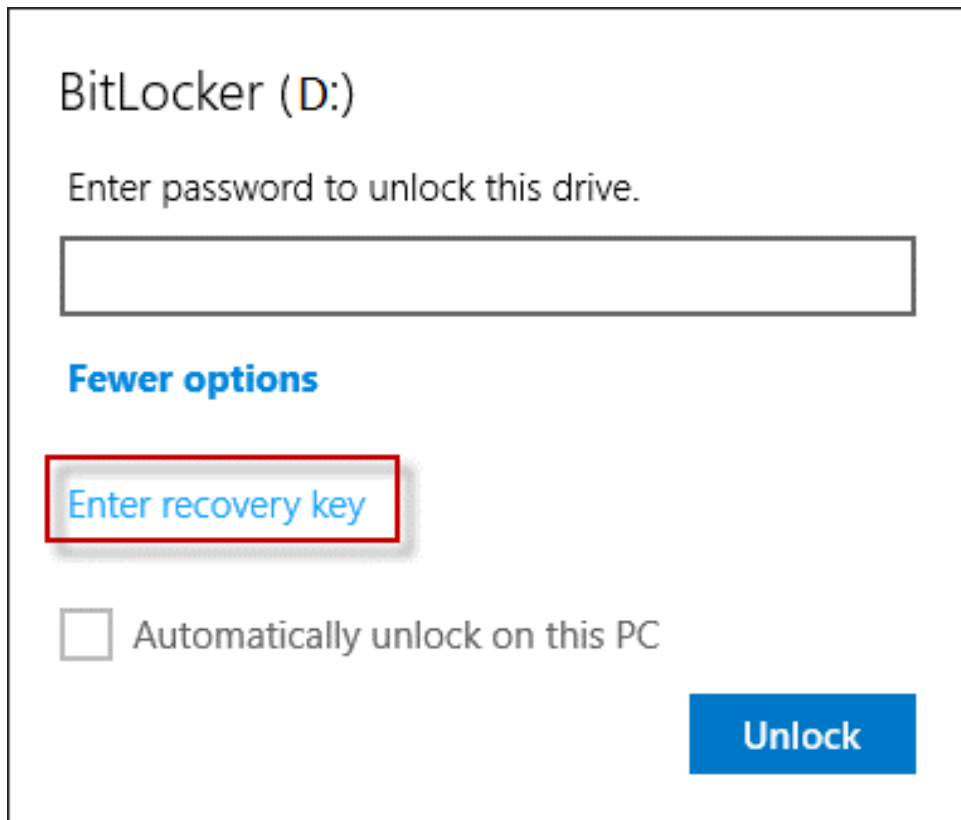 BitLocker (D:)
Enter password to unlock this drive.
Fewer options
Enter recovery key
Automatically unlock on this PC
Unlock